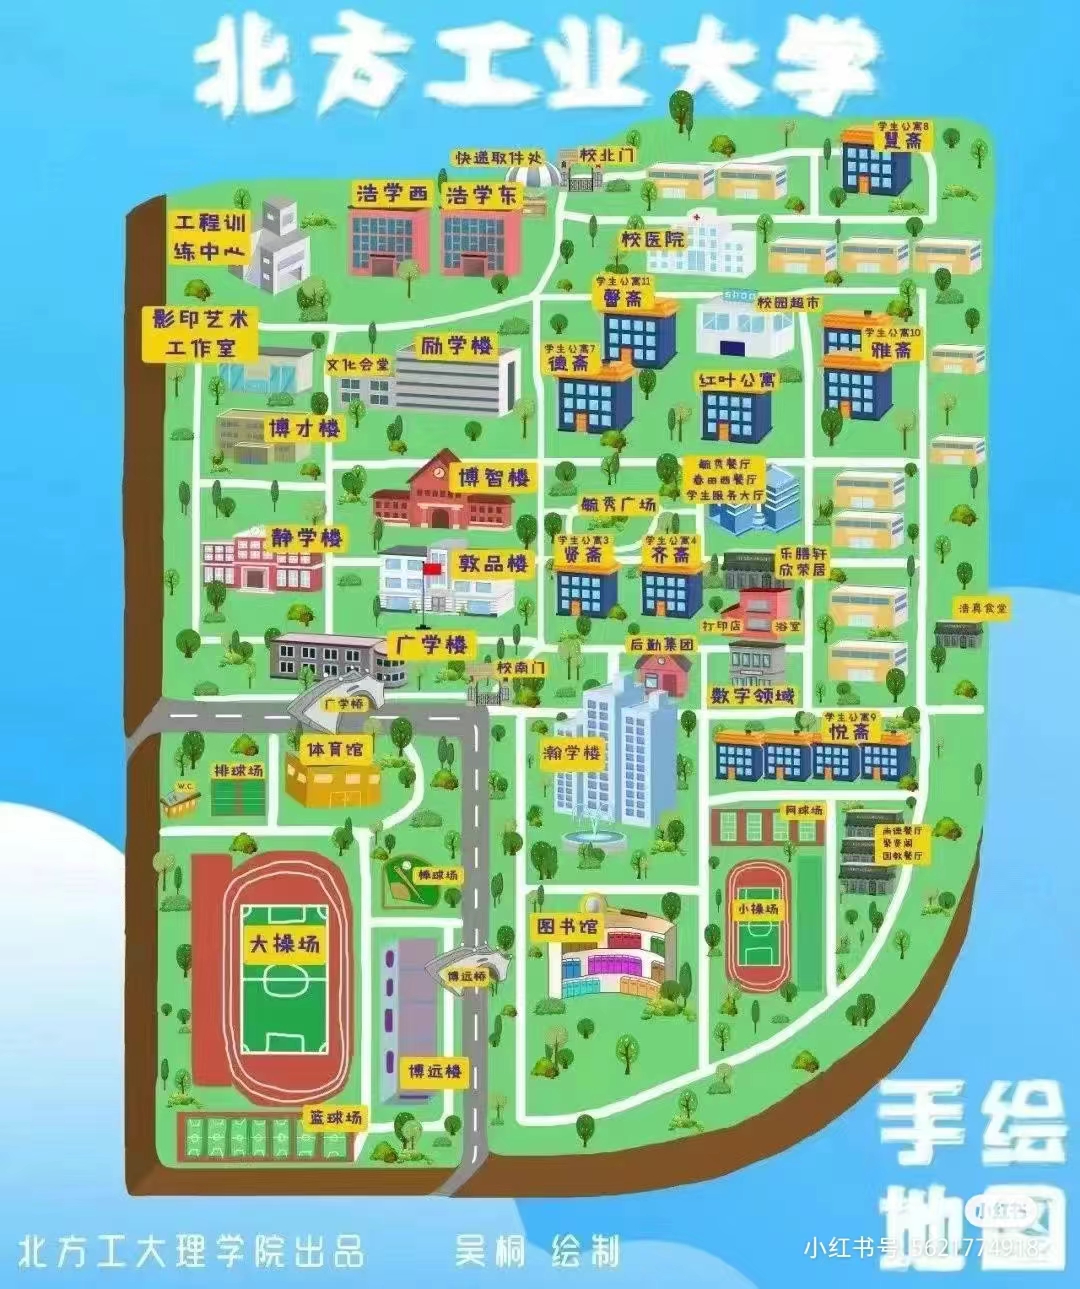 北方工业大学
学生公寓8
慧斋
快递取件处
校北门
浩学西
浩学东
工程训
练中心
校医院
学生公寓11
馨斋
shop
校园超市
影印艺术
工作室
文化会堂
励学楼
学生公寓7
德斋
学生公寓10
雅斋
红叶公寓
博才楼
博智楼
毓秀餐厅
春田西餐厅
学生服务大厅
毓秀广场
静学楼
敦品楼
学生公寓3
贤斋
学生公寓4
齐斋
乐膳轩
欣荣居
清真食堂
打印店
浴室
广学楼
校南门
后勤集团
数字领域
广学桥
体育馆
瀚学楼
学生公寓9
悦斋
排球场
W.C.
网球场
尚德餐厅
聚贤阁
国教餐厅
棒球场
大操场
图书馆
小操场
博远桥
博远楼
篮球场
手绘
地图
小红书
小红书号 5621774918
北方工大理学院出品
吴桐 绘制